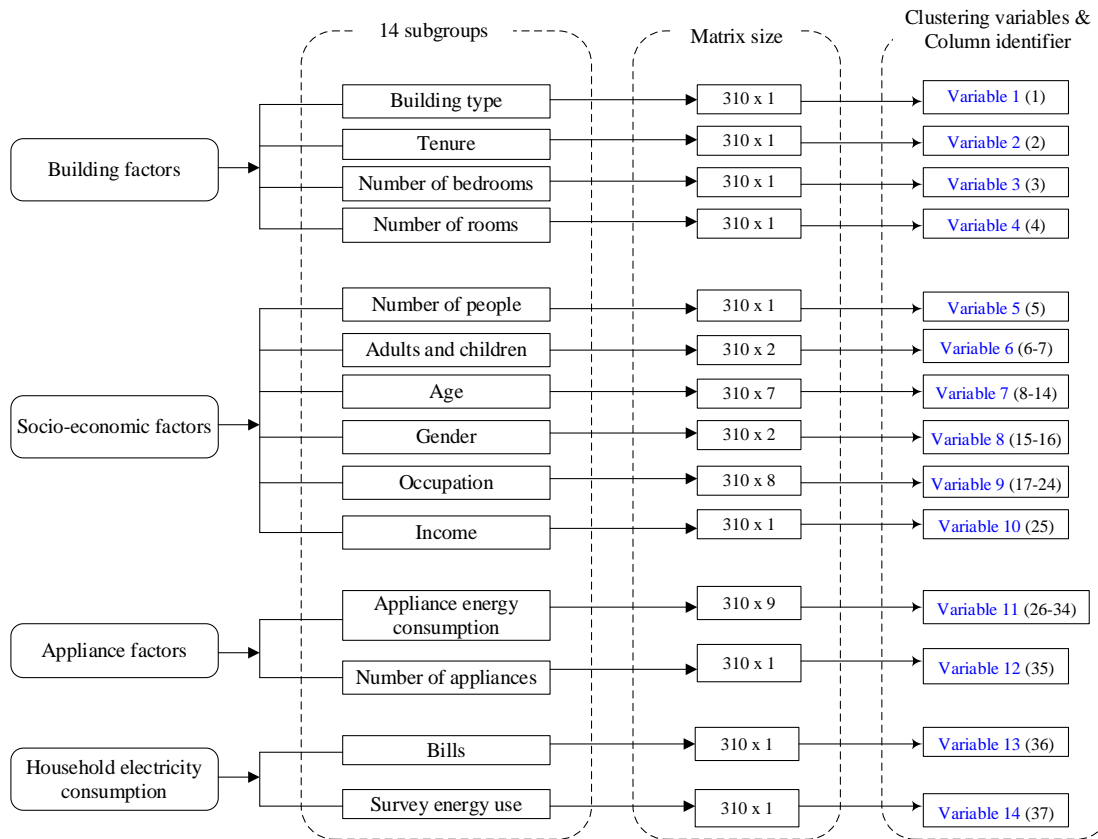 14 subgroups
Matrix size
Clustering variables &
Column identifier
Building factors
Building type
310 x 1
Variable 1 (1)
Tenure
310 x 1
Variable 2 (2)
Number of bedrooms
310 x 1
Variable 3 (3)
Number of rooms
310 x 1
Variable 4 (4)
Socio-economic factors
Number of people
310 x 1
Variable 5 (5)
Adults and children
310 x 2
Variable 6 (6-7)
Age
310 x 7
Variable 7 (8-14)
Gender
310 x 2
Variable 8 (15-16)
Occupation
310 x 8
Variable 9 (17-24)
Income
310 x 1
Variable 10 (25)
Appliance factors
Appliance energy
consumption
310 x 9
Variable 11 (26-34)
Number of appliances
310 x 1
Variable 12 (35)
Household electricity
consumption
Bills
310 x 1
Variable 13 (36)
Survey energy use
310 x 1
Variable 14 (37)